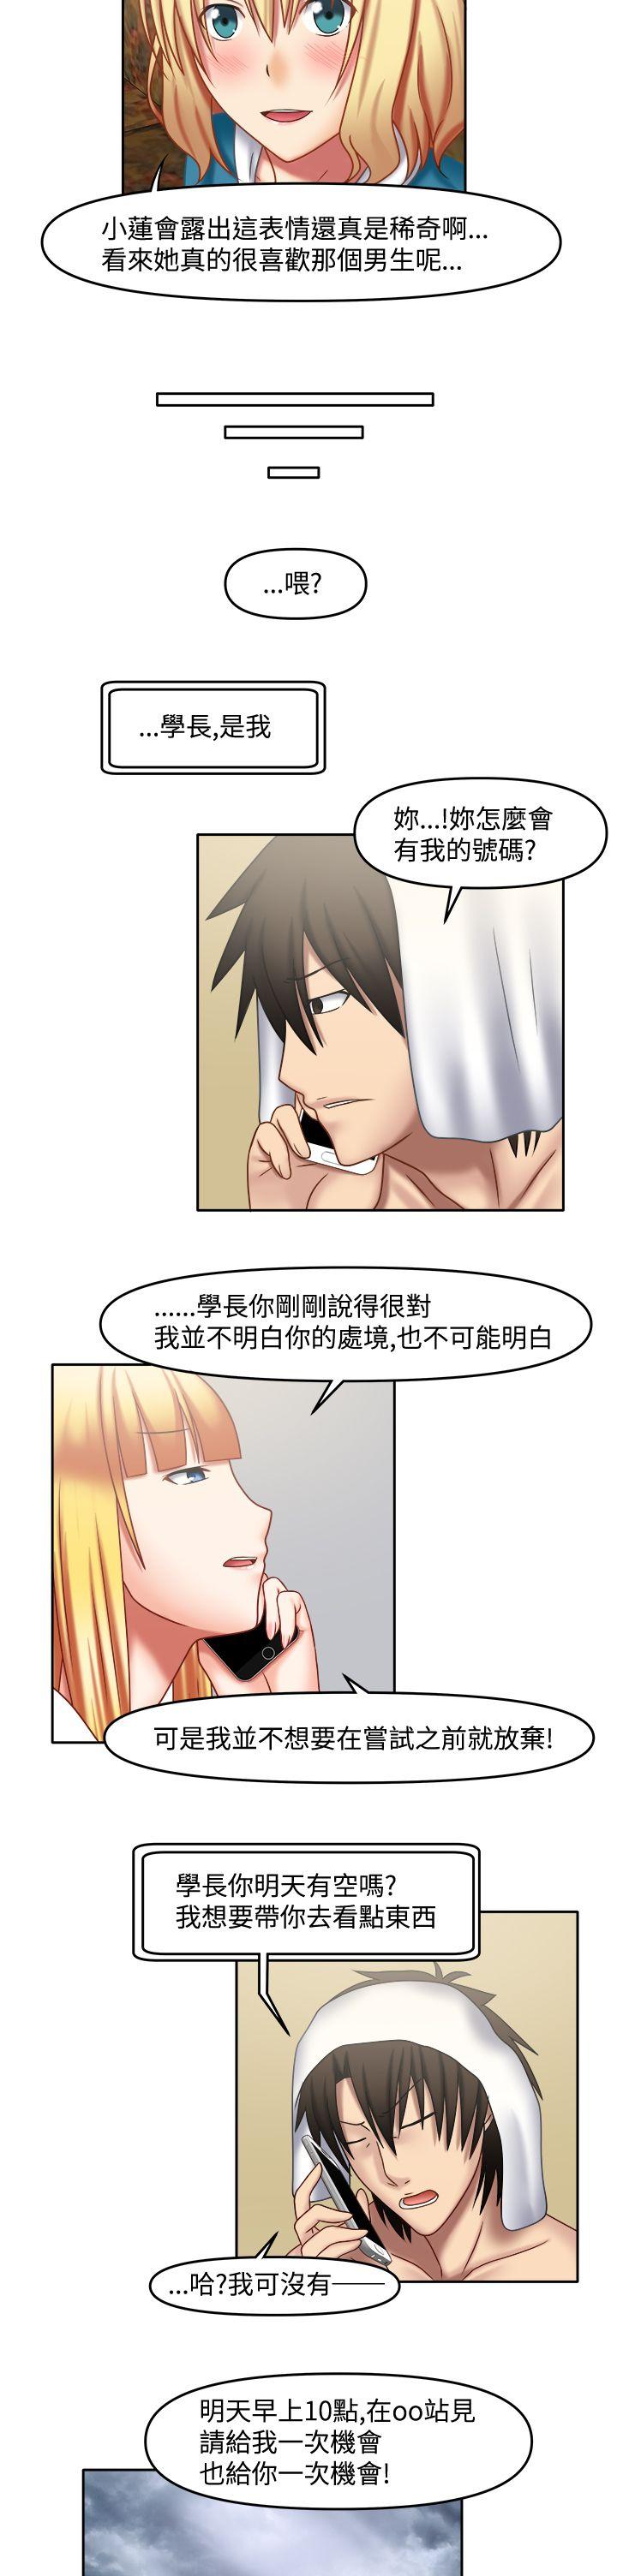 小蓮會露出這表情還真是稀奇啊...
看來她真的很喜歡那個男生呢...
...喂?
...學長,是我
妳...!妳怎麼會
有我的號碼?
......學長你剛剛說得很對
我並不明白你的處境,也不可能明白
可是我並不想要在嘗試之前就放棄!
學長你明天有空嗎?
我想要帶你去看點東西
...哈?我可沒有──
明天早上10點,在oo站見
請給我一次機會
也給你一次機會!